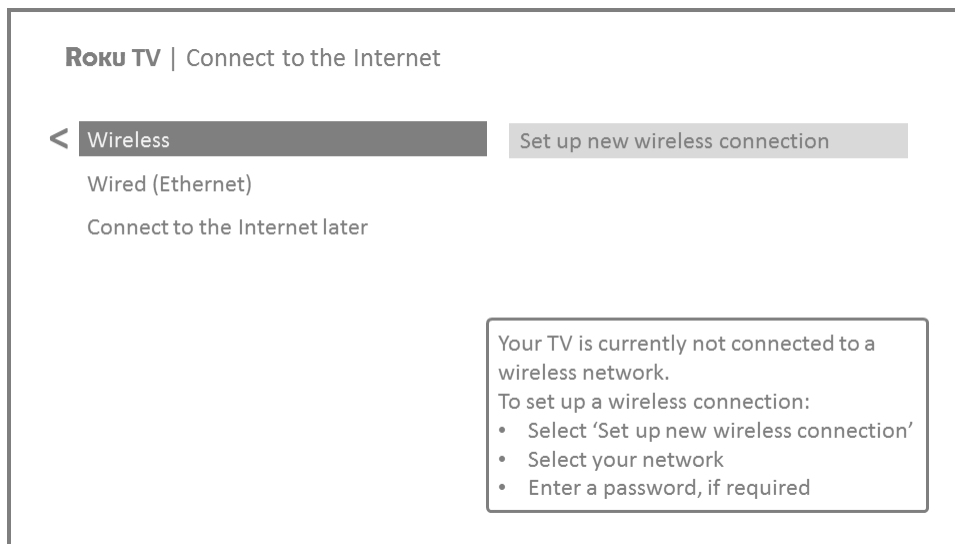 ROKU TV | Connect to the Internet
< Wireless
Set up new wireless connection
Wired (Ethernet)
Connect to the Internet later
Your TV is currently not connected to a
wireless network.
To set up a wireless connection:
• Select ‘Set up new wireless connection’
• Select your network
• Enter a password, if required